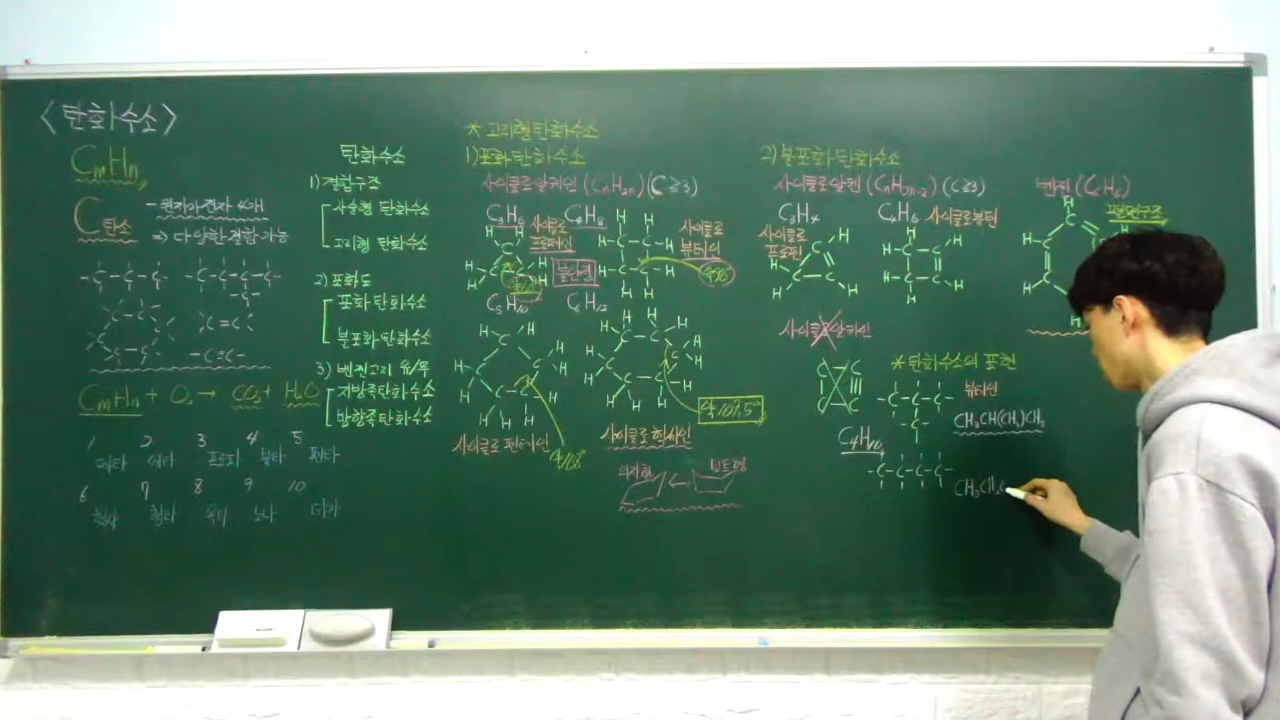 <탄화수소>
CmHn
C 탄소
- 원자가 전자 4개
⇒ 다양한 결합 가능
CmHn + O₂ → CO₂ + H₂O
1 2 3 4 5
메타 에타 프로파 뷰타 펜타
6 7 8 9 10
헥사 헵타 옥타 노나 데카
탄화수소
1) 결합구조
사슬형 탄화수소
고리형 탄화수소
2) 포화도
포화 탄화수소
불포화 탄화수소
3) 벤젠고리 유/무
지방족 탄화수소
방향족 탄화수소
* 고리형 탄화수소
1) 포화 탄화수소
사이클로알케인 (CnH2n) (C≧3)
C₃H₆ 사이클로 프로페인
C₄H₈ 사이클로 뷰테인
불안정
C₅H₁₀ C₆H₁₂
사이클로 펜테인
사이클로 헥사인
약 109.5°
의자형 ↔ 보트형
2) 불포화 탄화수소
사이클로알켄 (CnH2n-2) (C≧3)
C₃H₄ 사이클로 프로펜
C₄H₆ 사이클로뷰텐
사이클로알카인
벤젠 (C₆H₆)
평면구조
* 탄화수소의 표현
뷰테인
CH₃CH(CH₃)CH₃
C₄H₁₀
CH₃CH₂C